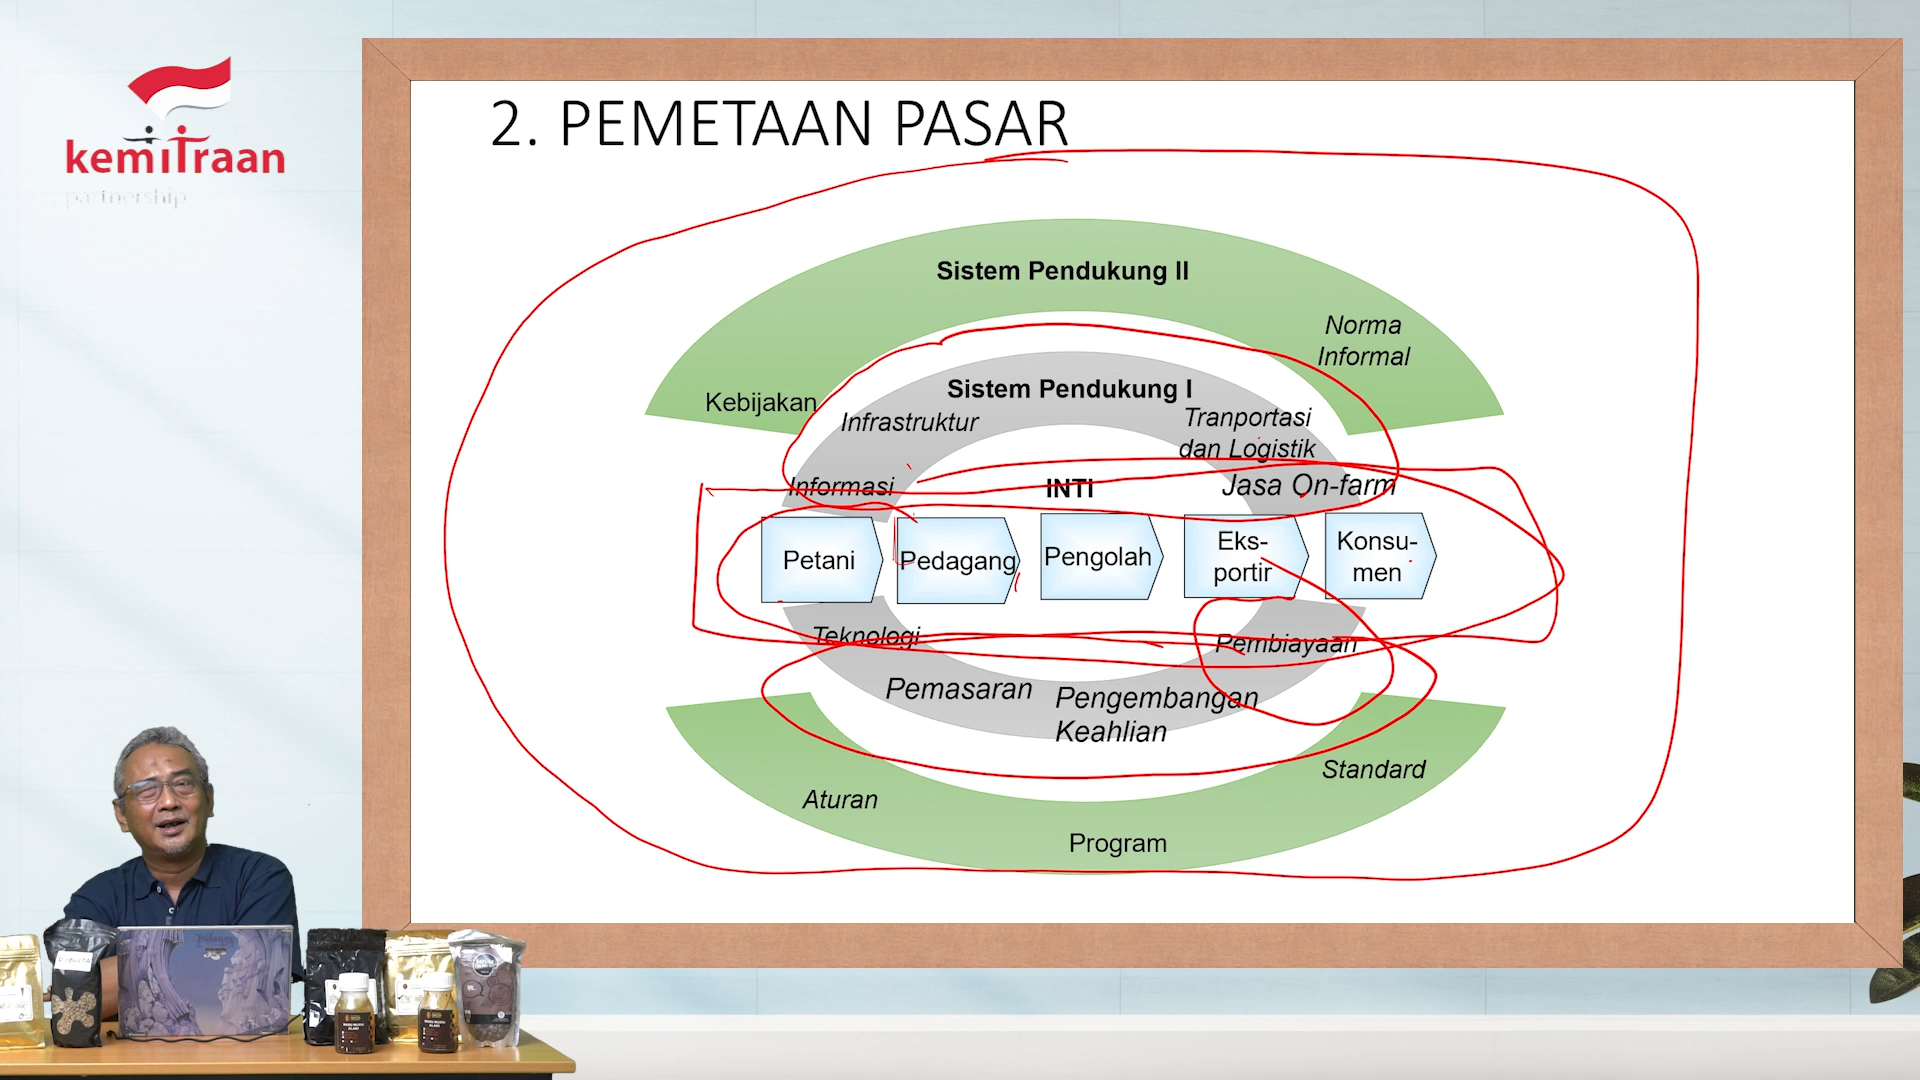 kemitraan
partnership
2. PEMETAAN PASAR
Sistem Pendukung II
Norma
Informal
Kebijakan
Sistem Pendukung I
Infrastruktur
Tranportasi
dan Logistik
Informasi
INTI
Jasa On-farm
Petani
Pedagang
Pengolah
Eks-
portir
Konsu-
men
Teknologi
Pembiayaan
Pemasaran
Pengembangan
Keahlian
Standard
Aturan
Program